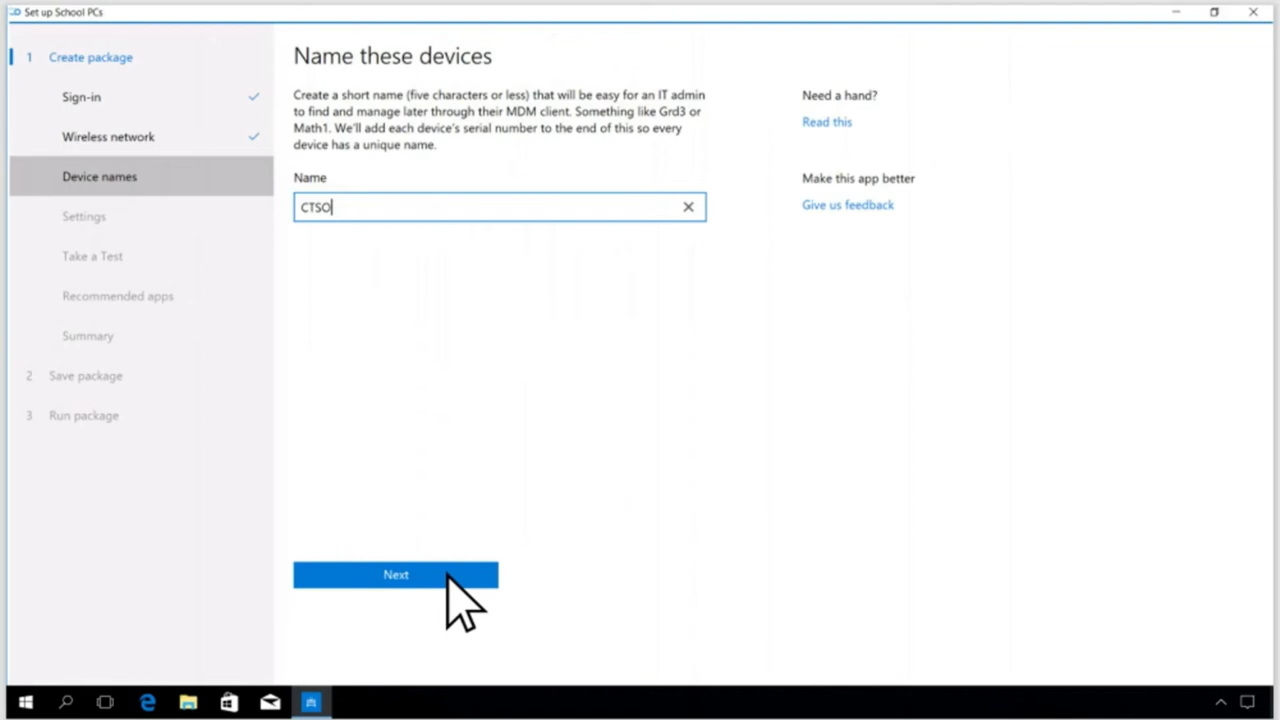 Set up School PCs
1 Create package
Sign-in
Wireless network
Device names
Settings
Take a Test
Recommended apps
Summary
2 Save package
3 Run package
Name these devices
Create a short name (five characters or less) that will be easy for an IT admin
to find and manage later through their MDM client. Something like Grd3 or
Math1. We'll add each device's serial number to the end of this so every
device has a unique name.
Name
CTSO
Next
Need a hand?
Read this
Make this app better
Give us feedback